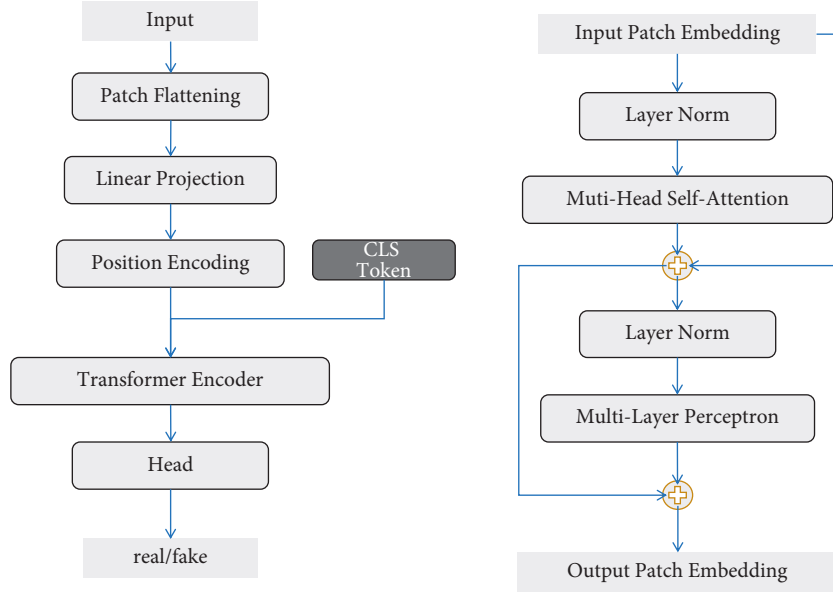 Input
Patch Flattening
Linear Projection
Position Encoding
CLS
Token
Transformer Encoder
Head
real/fake
Input Patch Embedding
Layer Norm
Muti-Head Self-Attention
Layer Norm
Multi-Layer Perceptron
Output Patch Embedding